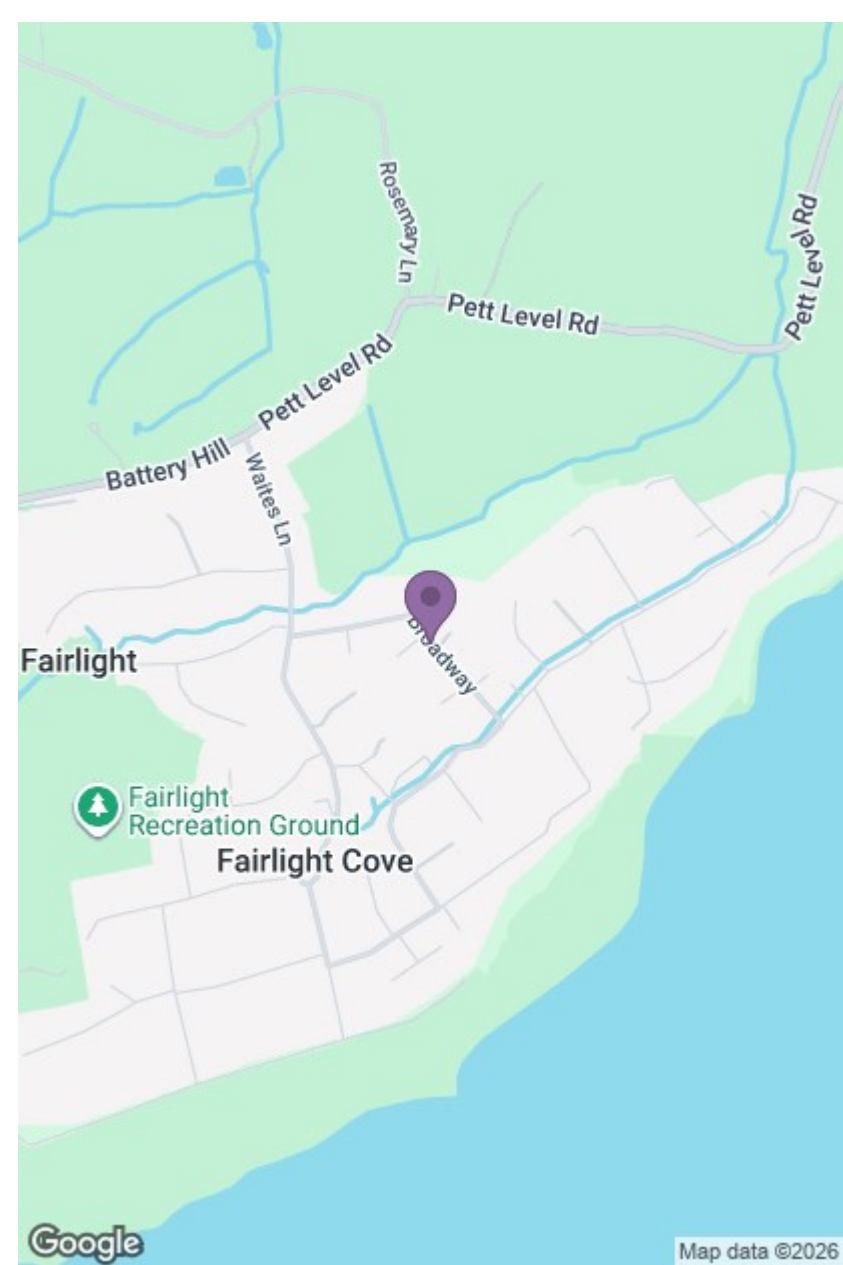 Rosemary Ln
Pett Level Rd
Pett Level Rd
Pett Level Rd
Battery Hill
Waites Ln
Broadway
Fairlight
Fairlight
Recreation Ground
Fairlight Cove
Google
Map data ©2026